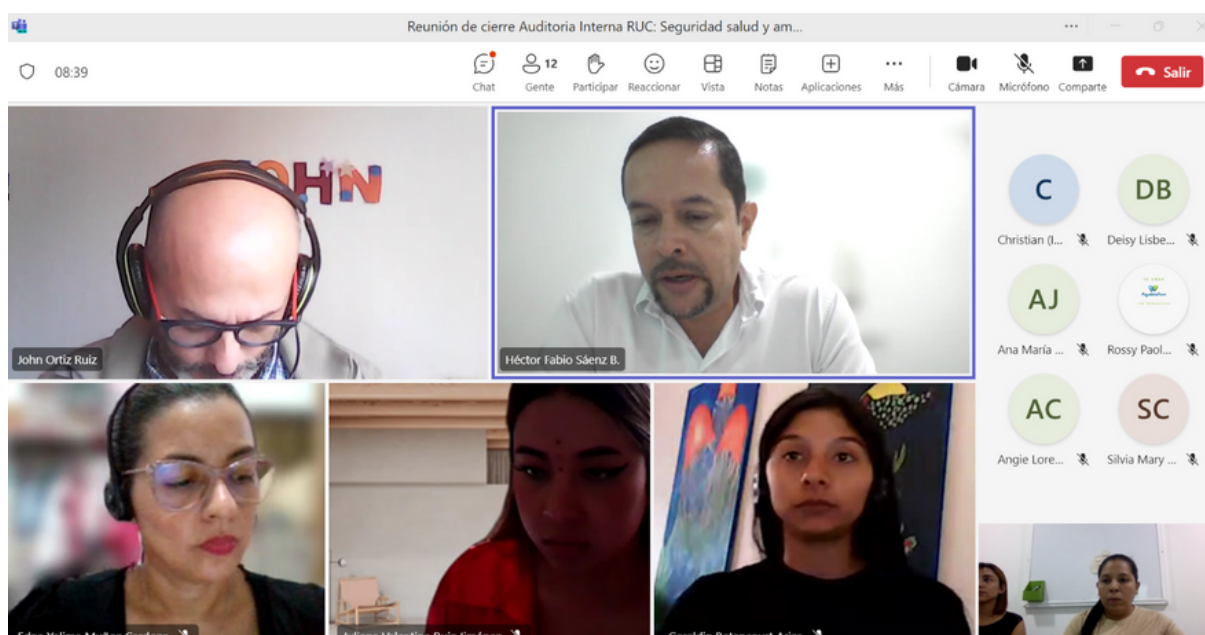 Reunión de cierre Auditoria Interna RUC: Seguridad salud y am...
08:39
Chat
12
Gente
Participar
Reaccionar
Vista
Notas
Aplicaciones
Más
Cámara
Micrófono
Comparte
Salir
JOHN
John Ortiz Ruiz
Héctor Fabio Sáenz B.
C
DB
Christian (I...
Deisy Lisbe...
AJ
Ana María ...
Rossy Paol...
AC
SC
Angie Lore...
Silvia Mary ...